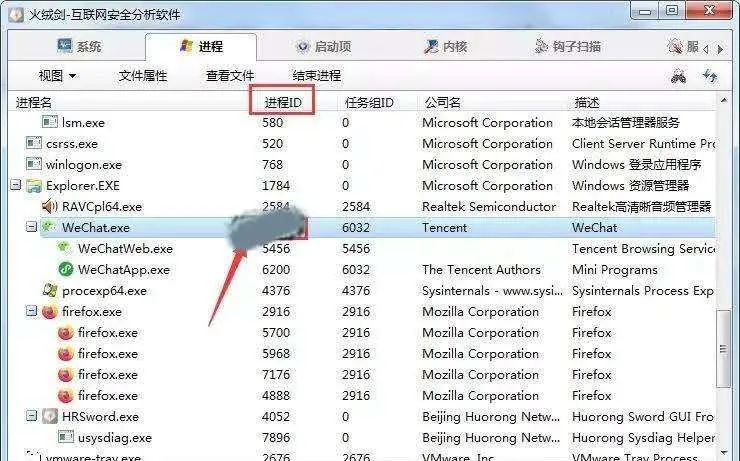 火绒剑-互联网安全分析软件
系统 进程 启动项 内核 钩子扫描 服
视图 文件属性 查看文件 结束进程
进程名 进程ID 任务组ID 公司名 描述
lsm.exe 580 0 Microsoft Corporation 本地会话管理器服务
csrss.exe 520 0 Microsoft Corporation Client Server Runtime Pro
winlogon.exe 768 0 Microsoft Corporation Windows 登录应用程序
Explorer.EXE 1784 0 Microsoft Corporation Windows 资源管理器
RAVCpl64.exe 2584 2584 Realtek Semiconductor Realtek高清晰音频管理器
WeChat.exe 6032 Tencent WeChat
WeChatWeb.exe 5456 5456 Tencent Browsing Service
WeChatApp.exe 6200 6032 The Tencent Authors Mini Programs
procexp64.exe 4376 4376 Sysinternals - www.sysi... Sysinternals Process Exp
firefox.exe 2916 2916 Mozilla Corporation Firefox
firefox.exe 5700 2916 Mozilla Corporation Firefox
firefox.exe 5968 2916 Mozilla Corporation Firefox
firefox.exe 7176 2916 Mozilla Corporation Firefox
firefox.exe 4888 2916 Mozilla Corporation Firefox
HRSword.exe 4052 0 Beijing Huorong Netw... Huorong Sword GUI Fro
usysdiag.exe 7896 0 Beijing Huorong Netw... Huorong Sysdiag Helper
vmware-tray.exe 2876 0 VMware, Inc. VMware Tray Process